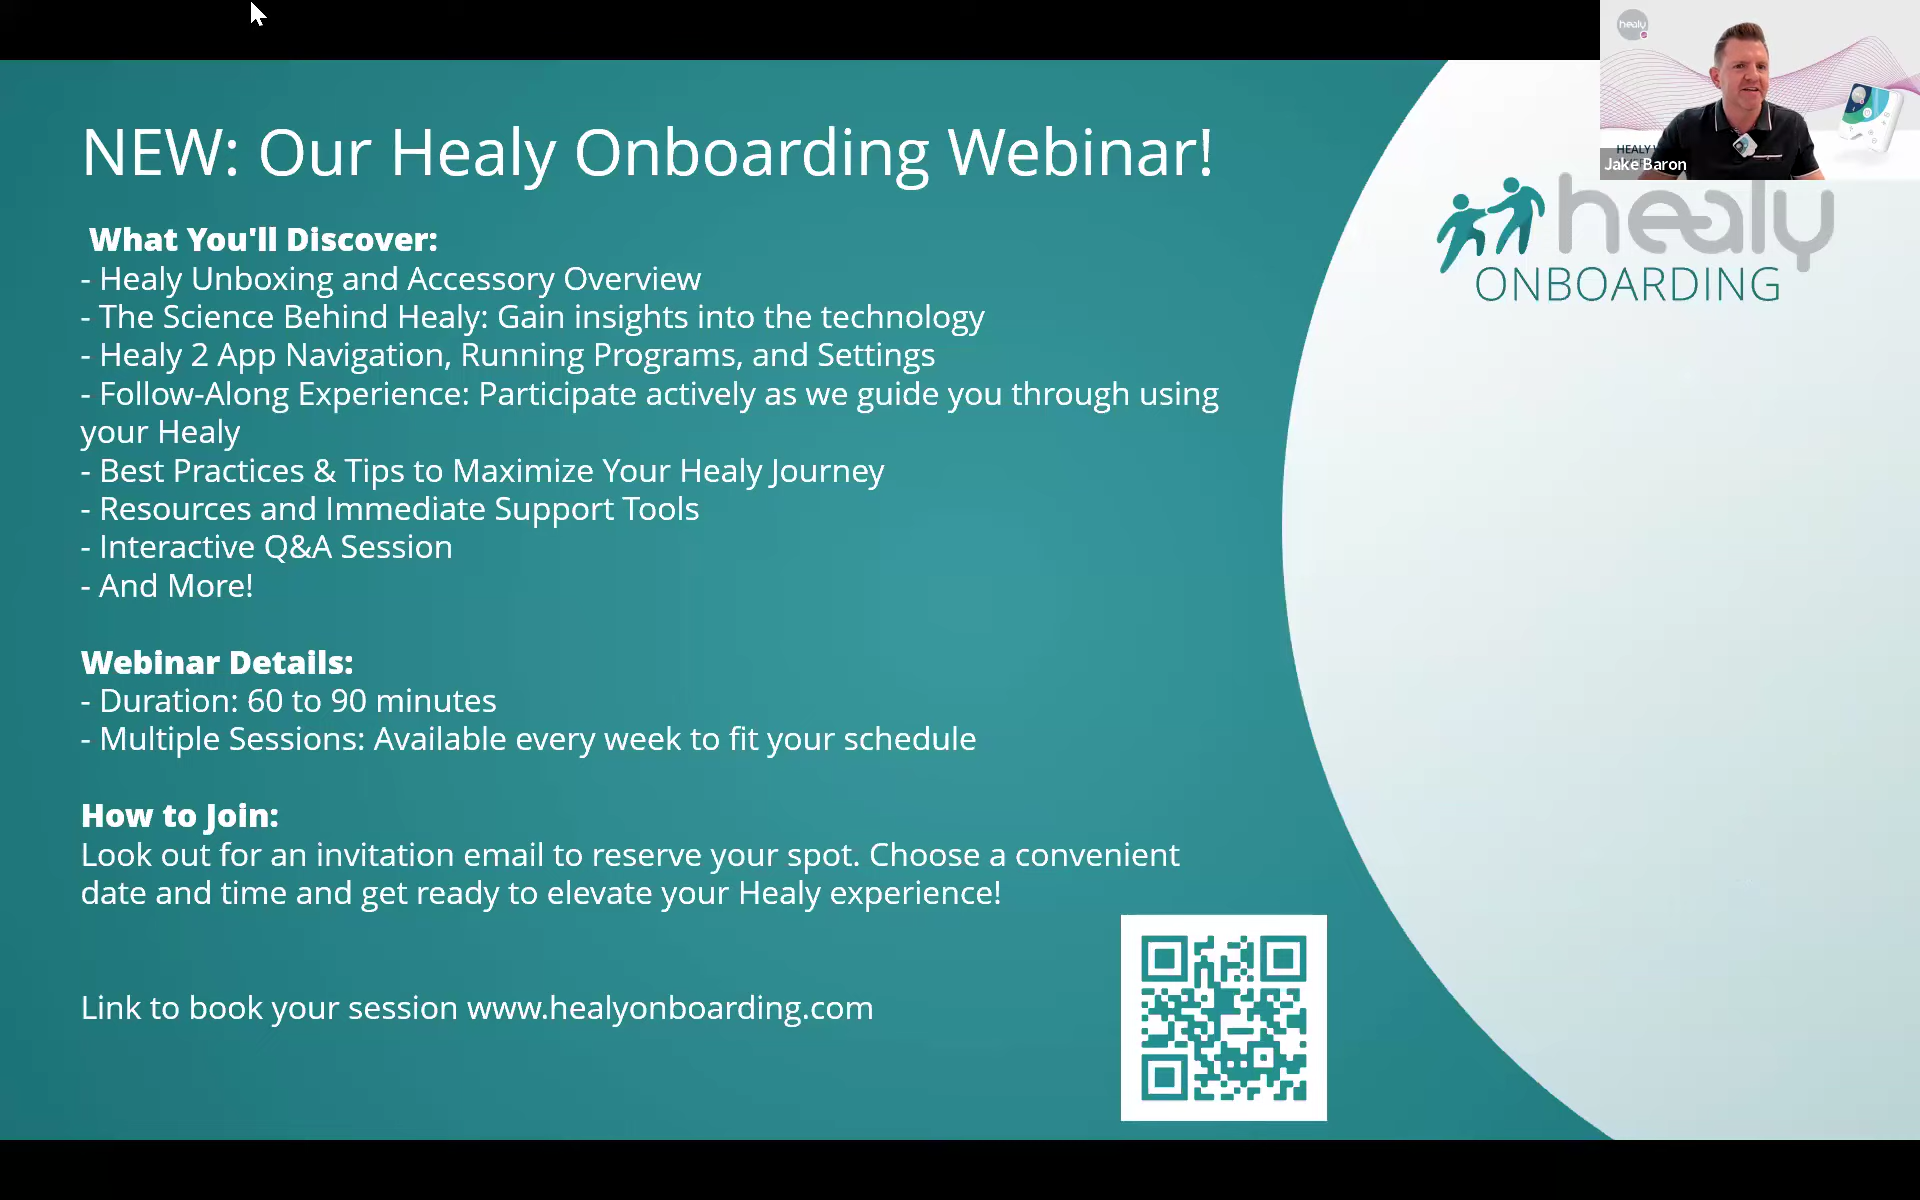 NEW: Our Healy Onboarding Webinar!
What You'll Discover:
- Healy Unboxing and Accessory Overview
- The Science Behind Healy: Gain insights into the technology
- Healy 2 App Navigation, Running Programs, and Settings
- Follow-Along Experience: Participate actively as we guide you through using
your Healy
- Best Practices & Tips to Maximize Your Healy Journey
- Resources and Immediate Support Tools
- Interactive Q&A Session
- And More!
Webinar Details:
- Duration: 60 to 90 minutes
- Multiple Sessions: Available every week to fit your schedule
How to Join:
Look out for an invitation email to reserve your spot. Choose a convenient
date and time and get ready to elevate your Healy experience!
Link to book your session www.healyonboarding.com
healy
HEALY
Jake Baron
healy
ONBOARDING